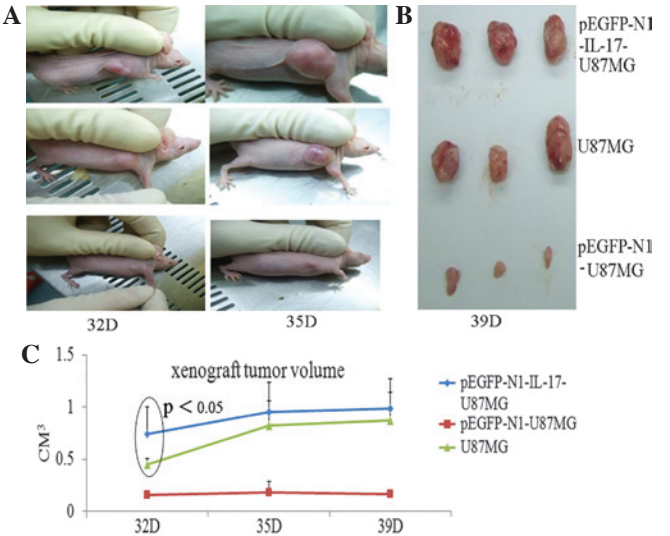 A
B
pEGFP-N1
-IL-17-
U87MG
U87MG
pEGFP-N1
-U87MG
32D
35D
39D
C
xenograft tumor volume
p < 0.05
CM³
1.5
1
0.5
0
32D
35D
39D
pEGFP-N1-IL-17-
U87MG
pEGFP-N1-U87MG
U87MG